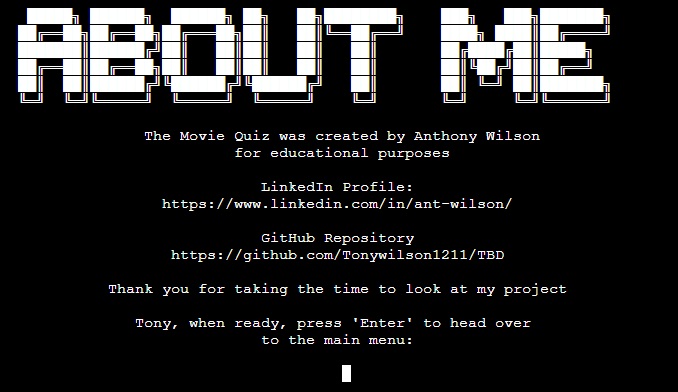 ABOUT ME
The Movie Quiz was created by Anthony Wilson
for educational purposes
LinkedIn Profile:
https://www.linkedin.com/in/ant-wilson/
GitHub Repository
https://github.com/Tonywilson1211/TBD
Thank you for taking the time to look at my project
Tony, when ready, press 'Enter' to head over
to the main menu: